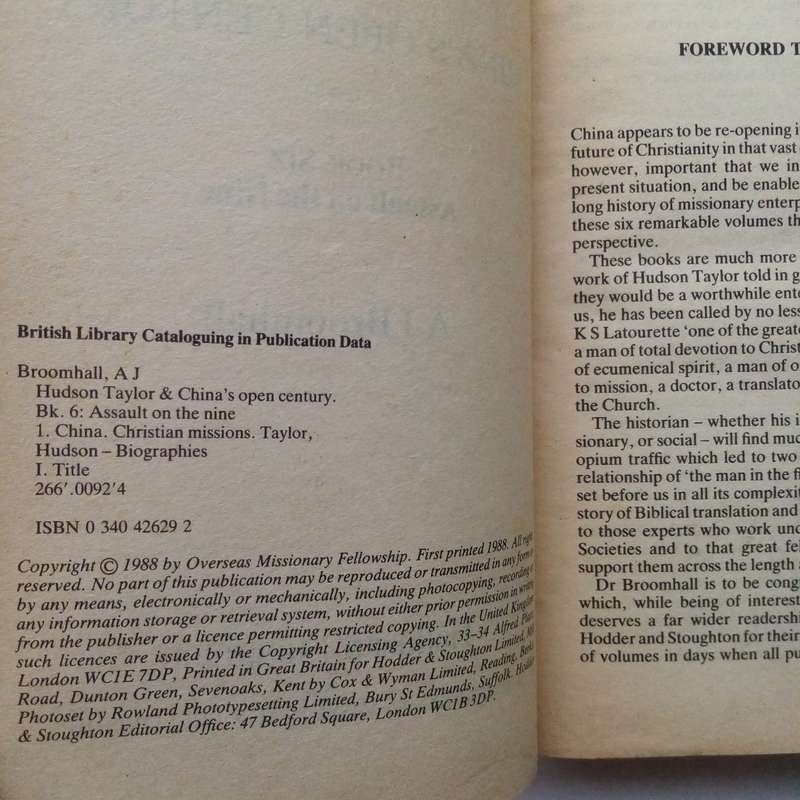 British Library Cataloguing in Publication Data
Broomhall, A J
Hudson Taylor & China's open century.
Bk. 6: Assault on the nine
1. China. Christian missions. Taylor,
Hudson – Biographies
I. Title
266'.0092'4
ISBN 0 340 42629 2
Copyright © 1988 by Overseas Missionary Fellowship. First printed 1988. All right
reserved. No part of this publication may be reproduced or transmitted in any form or
by any means, electronically or mechanically, including photocopying, recording or
any information storage or retrieval system, without either prior permission in writing
from the publisher or a licence permitting restricted copying. In the United Kingdom
such licences are issued by the Copyright Licensing Agency, 33–34 Alfred Place,
London WC1E 7DP, Printed in Great Britain for Hodder & Stoughton Limited, Mill
Road, Dunton Green, Sevenoaks, Kent by Cox & Wyman Limited, Reading, Berks.
Photoset by Rowland Phototypesetting Limited, Bury St Edmunds, Suffolk. Hodder
& Stoughton Editorial Office: 47 Bedford Square, London WC1B 3DP.
FOREWORD T
China appears to be re-opening i
future of Christianity in that vast
however, important that we in
present situation, and be enable
long history of missionary enterp
these six remarkable volumes th
perspective.
These books are much more
work of Hudson Taylor told in g
they would be a worthwhile ente
us, he has been called by no less
K S Latourette 'one of the greate
a man of total devotion to Christ
of ecumenical spirit, a man of o
to mission, a doctor, a translato
the Church.
The historian – whether his i
sionary, or social – will find muc
opium traffic which led to two
relationship of 'the man in the fi
set before us in all its complexit
story of Biblical translation and
to those experts who work und
Societies and to that great fel
support them across the length a
Dr Broomhall is to be cong
which, while being of interest
deserves a far wider readershi
Hodder and Stoughton for their
of volumes in days when all pu